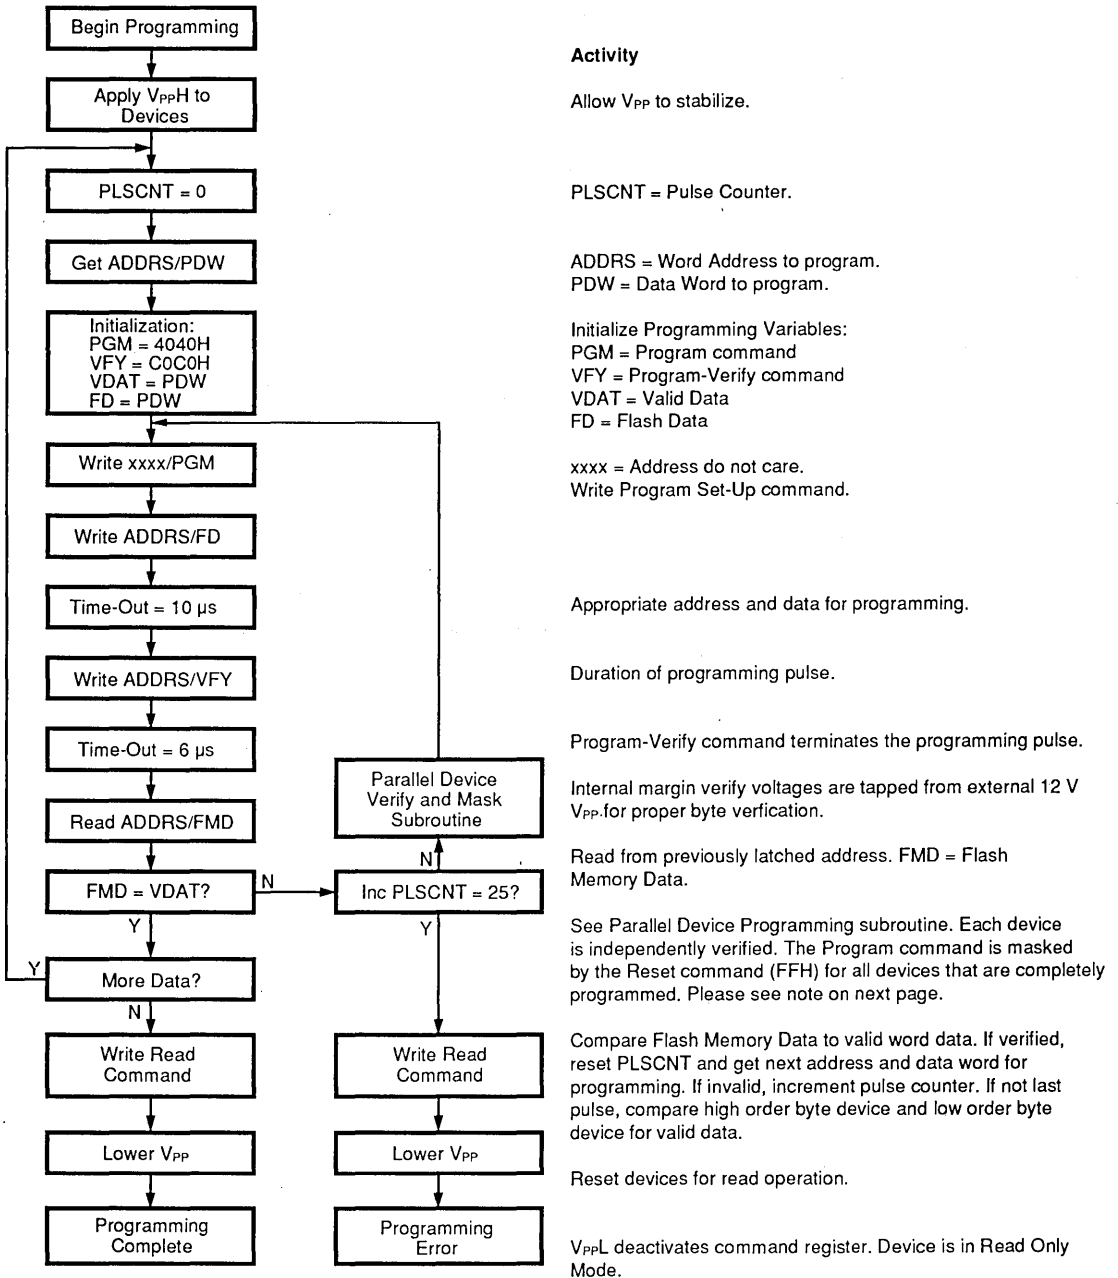 Begin Programming
Apply VPPH to
Devices
PLSCNT = 0
Get ADDRS/PDW
Initialization:
PGM = 4040H
VFY = C0C0H
VDAT = PDW
FD = PDW
Write xxxx/PGM
Write ADDRS/FD
Time-Out = 10 µs
Write ADDRS/VFY
Time-Out = 6 µs
Read ADDRS/FMD
FMD = VDAT?
N
Y
More Data?
Y
N
Write Read
Command
Lower VPP
Programming
Complete
Parallel Device
Verify and Mask
Subroutine
N
Inc PLSCNT = 25?
Y
Write Read
Command
Lower VPP
Programming
Error
Activity
Allow VPP to stabilize.
PLSCNT = Pulse Counter.
ADDRS = Word Address to program.
PDW = Data Word to program.
Initialize Programming Variables:
PGM = Program command
VFY = Program-Verify command
VDAT = Valid Data
FD = Flash Data
xxxx = Address do not care.
Write Program Set-Up command.
Appropriate address and data for programming.
Duration of programming pulse.
Program-Verify command terminates the programming pulse.
Internal margin verify voltages are tapped from external 12 V
VPP for proper byte verfication.
Read from previously latched address. FMD = Flash
Memory Data.
See Parallel Device Programming subroutine. Each device
is independently verified. The Program command is masked
by the Reset command (FFH) for all devices that are completely
programmed. Please see note on next page.
Compare Flash Memory Data to valid word data. If verified,
reset PLSCNT and get next address and data word for
programming. If invalid, increment pulse counter. If not last
pulse, compare high order byte device and low order byte
device for valid data.
Reset devices for read operation.
VPPL deactivates command register. Device is in Read Only
Mode.